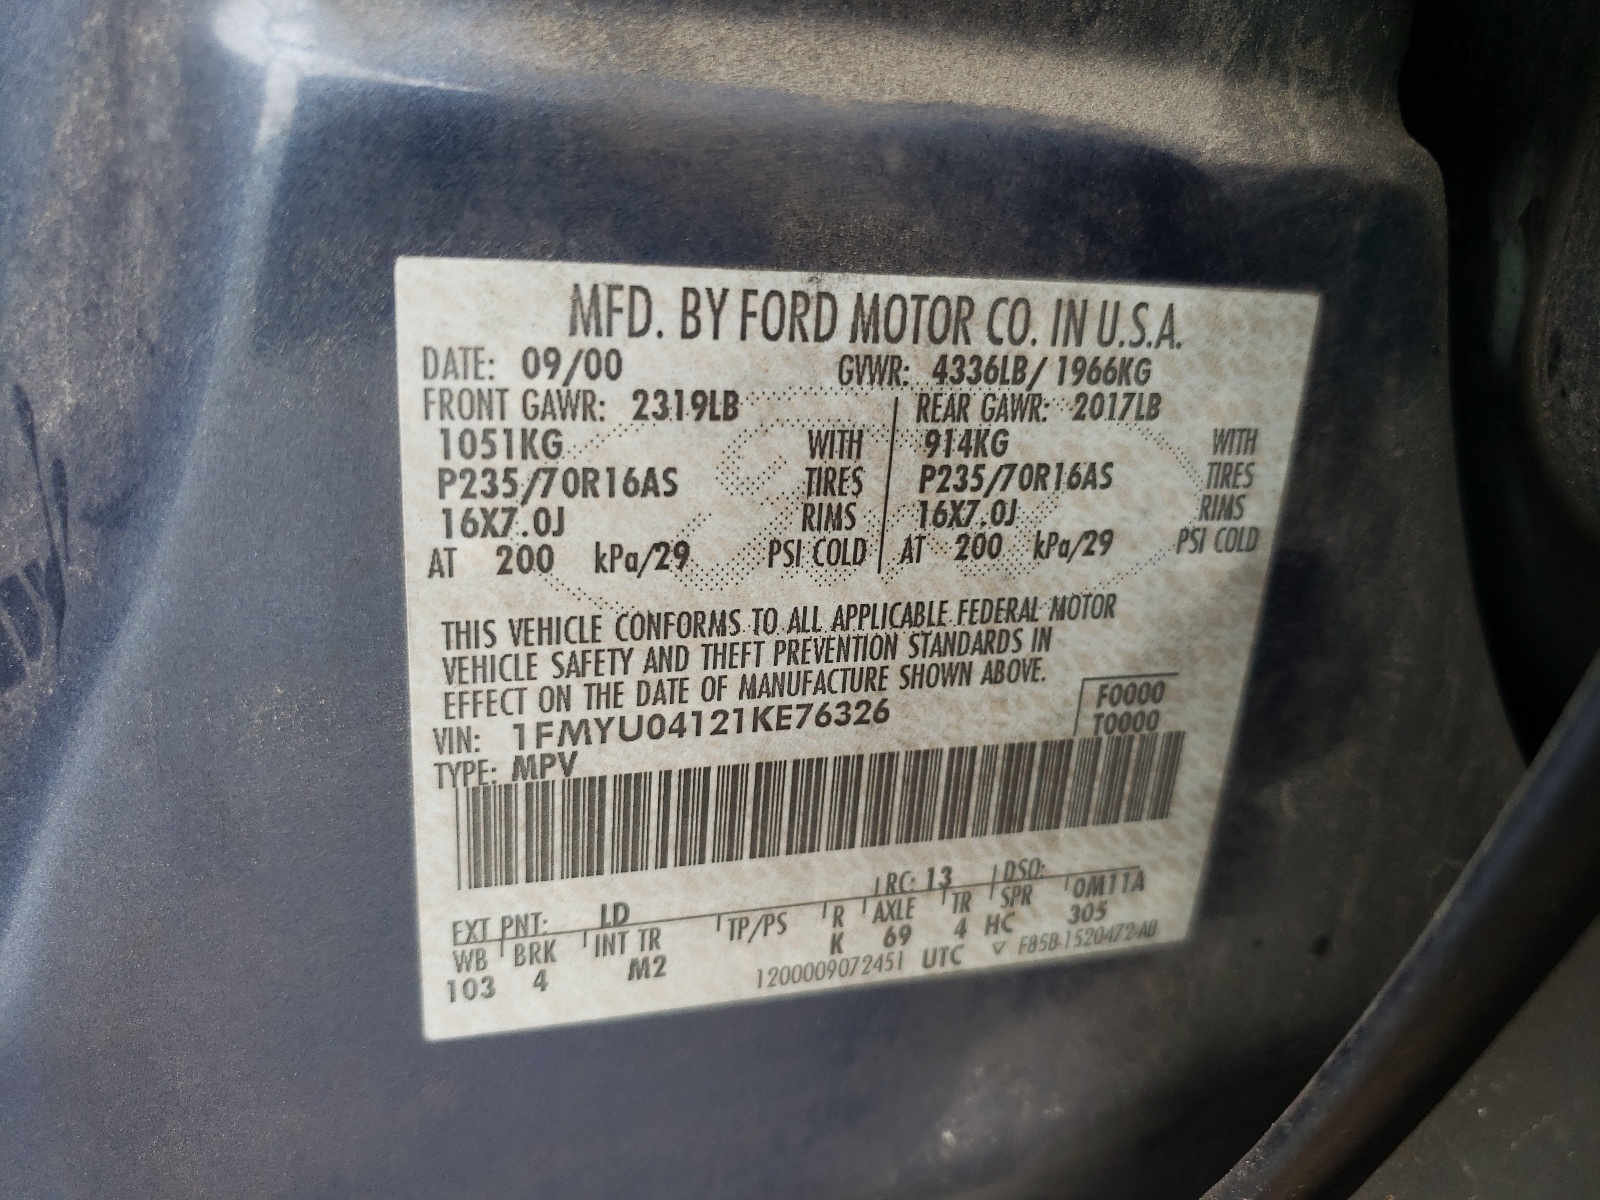 MFD. BY FORD MOTOR CO. IN U.S.A.
DATE: 09/00 GVWR: 4336LB/ 1966KG
FRONT GAWR: 2319LB REAR GAWR: 2017LB
1051KG WITH 914KG WITH
P235/70R16AS TIRES P235/70R16AS TIRES
16X7.0J RIMS 16X7.0J RIMS
AT 200 kPa/29 PSI COLD AT 200 kPa/29 PSI COLD
THIS VEHICLE CONFORMS TO ALL APPLICABLE FEDERAL MOTOR
VEHICLE SAFETY AND THEFT PREVENTION STANDARDS IN
EFFECT ON THE DATE OF MANUFACTURE SHOWN ABOVE.
VIN: 1FMYU04121KE76326 F0000
TYPE: MPV T0000
EXT PNT: LD RC: 13 DSO:
WB BRK INT TR TP/PS R AXLE TR SPR 0M11A
103 4 M2 K 69 4 HC 305
1200009072451 UTC F85B-1520472-AB